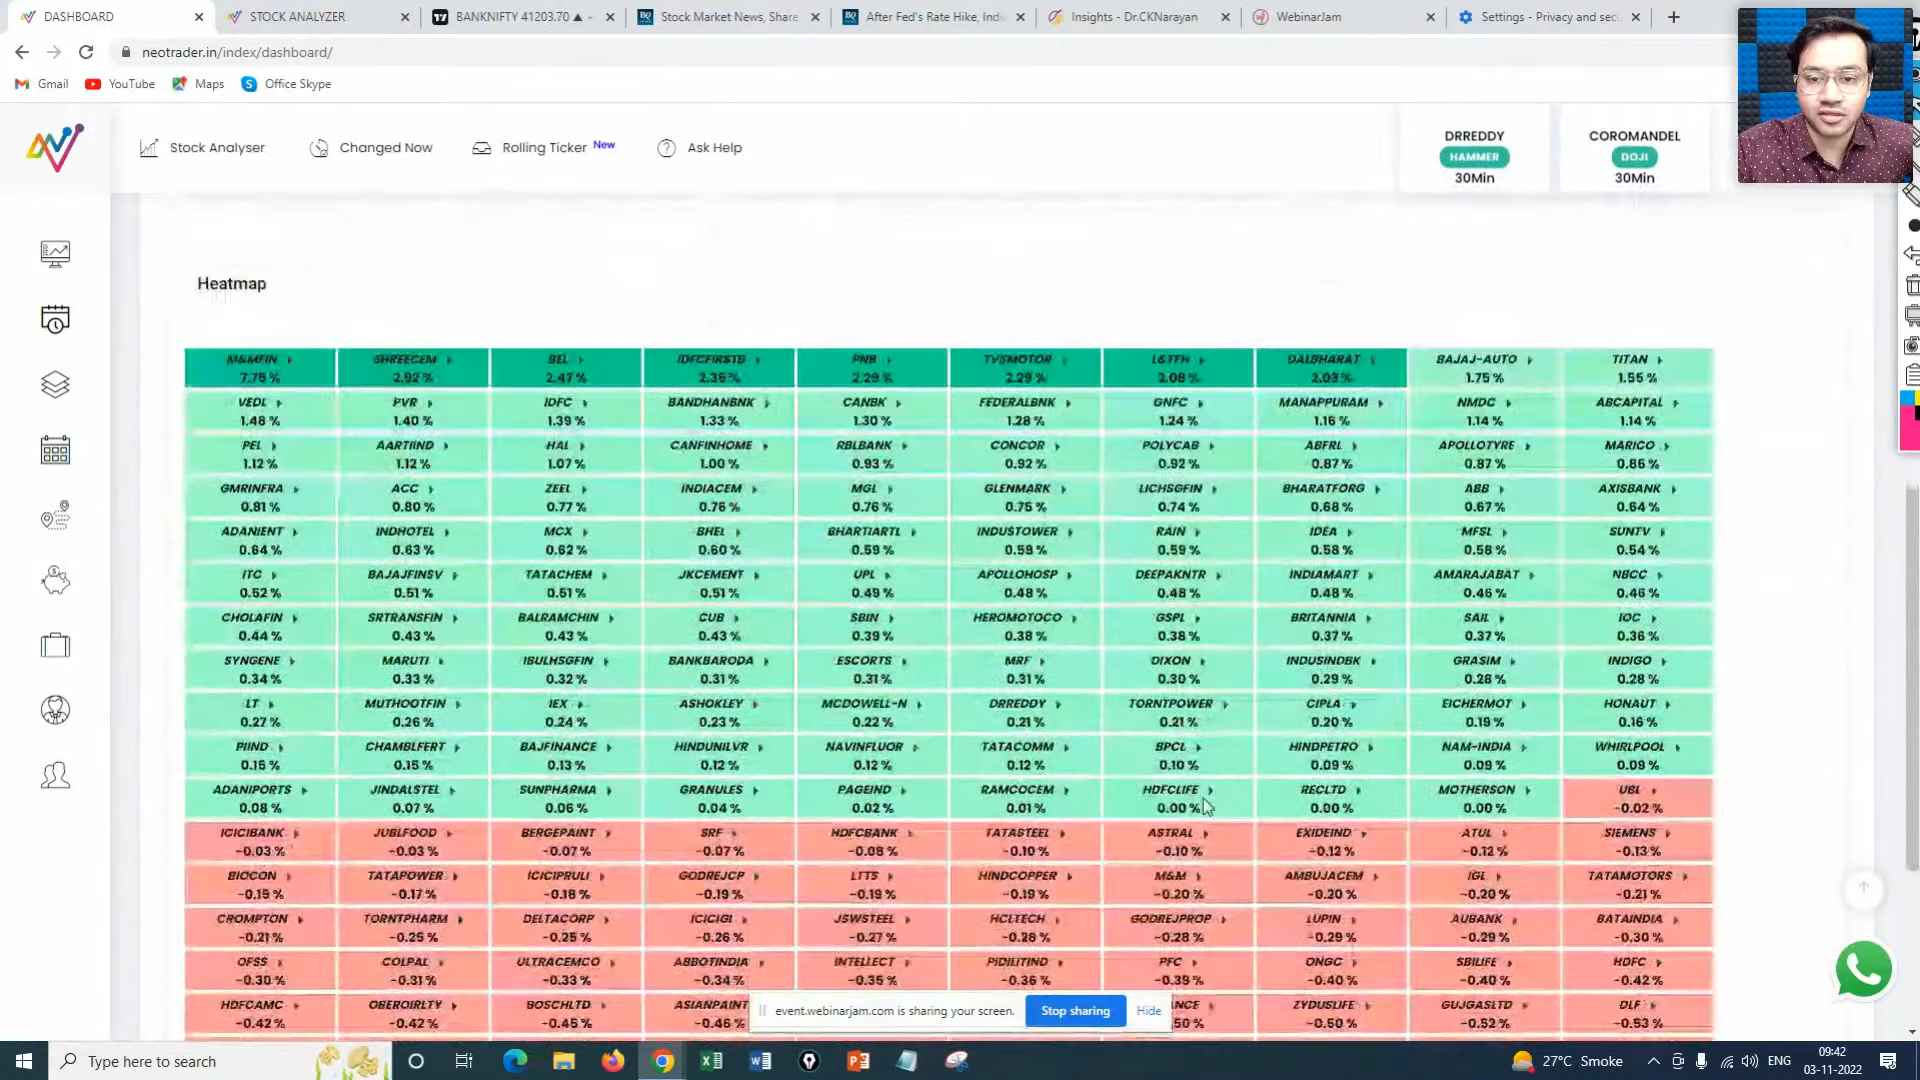 DASHBOARD
STOCK ANALYZER
BANKNIFTY 41203.70 ▲
Stock Market News, Share
After Fed's Rate Hike, Indi
Insights - Dr.CKNarayan
WebinarJam
Settings - Privacy and sec
neotrader.in/index/dashboard/
Gmail YouTube Maps Office Skype
Stock Analyser Changed Now Rolling Ticker New Ask Help
DRREDDY COROMANDEL
HAMMER DOJI
30Min 30Min
Heatmap
M&MFIN SHREECEM BEL IDFCFIRSTB PNB TVSMOTOR L&TFH DALBHARAT BAJAJ-AUTO TITAN
7.75 % 2.92 % 2.47 % 2.35 % 2.29 % 2.29 % 2.08 % 2.03 % 1.75 % 1.55 %
VEDL PVR IDFC BANDHANBNK CANBK FEDERALBNK GNFC MANAPPURAM NMDC ABCAPITAL
1.48 % 1.40 % 1.39 % 1.33 % 1.30 % 1.28 % 1.24 % 1.16 % 1.14 % 1.14 %
PEL AARTIIND HAL CANFINHOME RBLBANK CONCOR POLYCAB ABFRL APOLLOTYRE MARICO
1.12 % 1.12 % 1.07 % 1.00 % 0.93 % 0.92 % 0.92 % 0.87 % 0.87 % 0.85 %
GMRINFRA ACC ZEEL INDIACEM MGL GLENMARK LICHSGFIN BHARATFORG ABB AXISBANK
0.81 % 0.80 % 0.77 % 0.76 % 0.76 % 0.75 % 0.74 % 0.68 % 0.67 % 0.64 %
ADANIENT INDHOTEL MCX BHEL BHARTIARTL INDUSTOWER RAIN IDEA MFSL SUNTV
0.64 % 0.63 % 0.62 % 0.60 % 0.59 % 0.59 % 0.59 % 0.58 % 0.58 % 0.54 %
ITC BAJAJFINSV TATACHEM JKCEMENT UPL APOLLOHOSP DEEPAKNTR INDIAMART AMARAJABAT NBCC
0.52 % 0.51 % 0.51 % 0.51 % 0.49 % 0.48 % 0.48 % 0.48 % 0.46 % 0.46 %
CHOLAFIN SRTRANSFIN BALRAMCHIN CUB SBIN HEROMOTOCO GSPL BRITANNIA SAIL IOC
0.44 % 0.43 % 0.43 % 0.43 % 0.39 % 0.38 % 0.38 % 0.37 % 0.37 % 0.36 %
SYNGENE MARUTI IBULHSGFIN BANKBARODA ESCORTS MRF DIXON INDUSINDBK GRASIM INDIGO
0.34 % 0.33 % 0.32 % 0.31 % 0.31 % 0.31 % 0.30 % 0.29 % 0.28 % 0.28 %
LT MUTHOOTFIN IEX ASHOKLEY MCDOWELL-N DRREDDY TORNTPOWER CIPLA EICHERMOT HONAUT
0.27 % 0.26 % 0.24 % 0.23 % 0.22 % 0.21 % 0.21 % 0.20 % 0.19 % 0.16 %
PIIND CHAMBLFERT BAJFINANCE HINDUNILVR NAVINFLUOR TATACOMM BPCL HINDPETRO NAM-INDIA WHIRLPOOL
0.15 % 0.15 % 0.13 % 0.12 % 0.12 % 0.12 % 0.10 % 0.09 % 0.09 % 0.09 %
ADANIPORTS JINDALSTEL SUNPHARMA GRANULES PAGEIND RAMCOCEM HDFCLIFE RECLTD MOTHERSON UBL
0.08 % 0.07 % 0.06 % 0.04 % 0.02 % 0.01 % 0.00 % 0.00 % 0.00 % -0.02 %
ICICIBANK JUBLFOOD BERGEPAINT SRF HDFCBANK TATASTEEL ASTRAL EXIDEIND ATUL SIEMENS
-0.03 % -0.03 % -0.07 % -0.07 % -0.08 % -0.10 % -0.10 % -0.12 % -0.12 % -0.13 %
BIOCON TATAPOWER ICICIPRULI GODREJCP LTTS HINDCOPPER M&M AMBUJACEM IGL TATAMOTORS
-0.15 % -0.17 % -0.18 % -0.19 % -0.19 % -0.19 % -0.20 % -0.20 % -0.20 % -0.21 %
CROMPTON TORNTPHARM DELTACORP ICICIGI JSWSTEEL HCLTECH GODREJPROP LUPIN AUBANK BATAINDIA
-0.21 % -0.25 % -0.25 % -0.26 % -0.27 % -0.28 % -0.28 % -0.29 % -0.29 % -0.30 %
OFSS COLPAL ULTRACEMCO ABBOTINDIA INTELLECT PIDILITIND PFC ONGC SBILIFE HDFC
-0.30 % -0.31 % -0.33 % -0.34 % -0.35 % -0.36 % -0.39 % -0.40 % -0.40 % -0.42 %
HDFCAMC OBEROIRLTY BOSCHLTD ASIANPAINT ANCE ZYDUSLIFE GUJGASLTD DLF
-0.42 % -0.42 % -0.45 % -0.46 % 50 % -0.50 % -0.52 % -0.53 %
event.webinarjam.com is sharing your screen. Stop sharing Hide
Type here to search
27°C Smoke ENG
09:42
03-11-2022